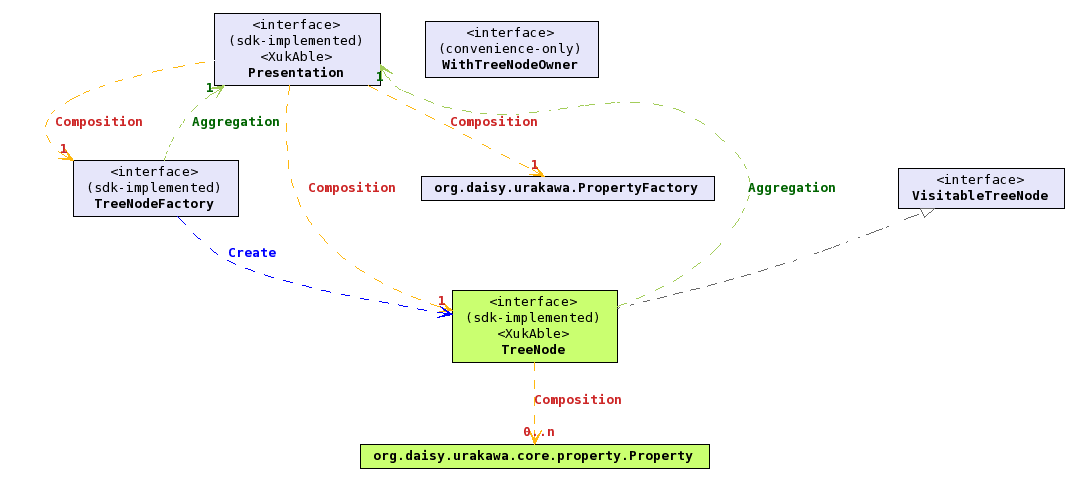 <interface>
(sdk-implemented)
<XukAble>
Presentation
<interface>
(convenience-only)
WithTreeNodeOwner
1
1
Composition
Aggregation
Composition
1
1
<interface>
(sdk-implemented)
TreeNodeFactory
Composition
org.daisy.urakawa.PropertyFactory
Aggregation
<interface>
VisitableTreeNode
Create
1
<interface>
(sdk-implemented)
<XukAble>
TreeNode
Composition
0..n
org.daisy.urakawa.core.property.Property